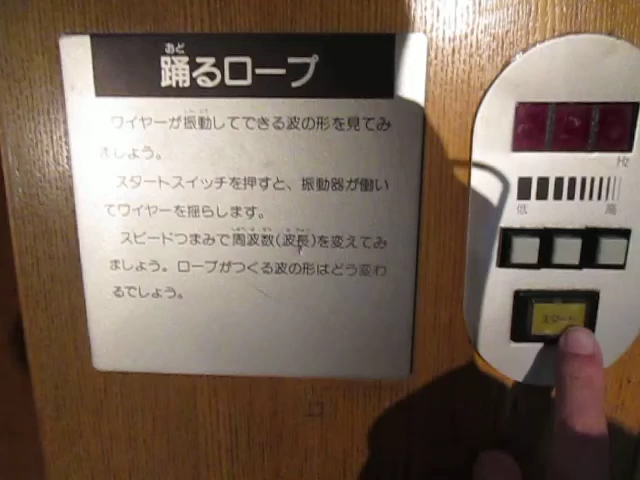 おど
踊るロープ
ワイヤーが振動してできる波の形を見てみ
ましょう。
スタートスイッチを押すと、振動器が働い
てワイヤーを揺らします。
スピードつまみで周波数(波長)を変えてみ
ましょう。ロープがつくる波の形はどう変わ
るでしょう。
Hz
低 高
スタート